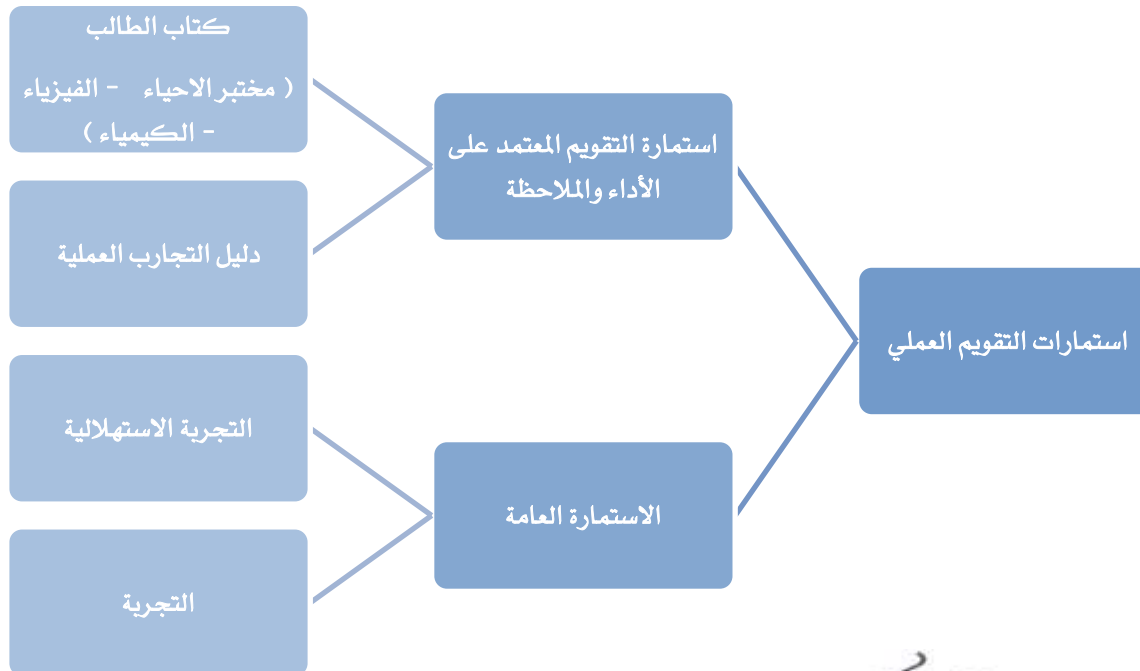 استمارات التقويم العملي
استمارة التقويم المعتمد على
الأداء والملاحظة
كتاب الطالب
( مختبر الاحياء - الفيزياء
- الكيمياء )
دليل التجارب العملية
الاستمارة العامة
التجربة الاستهلالية
التجربة